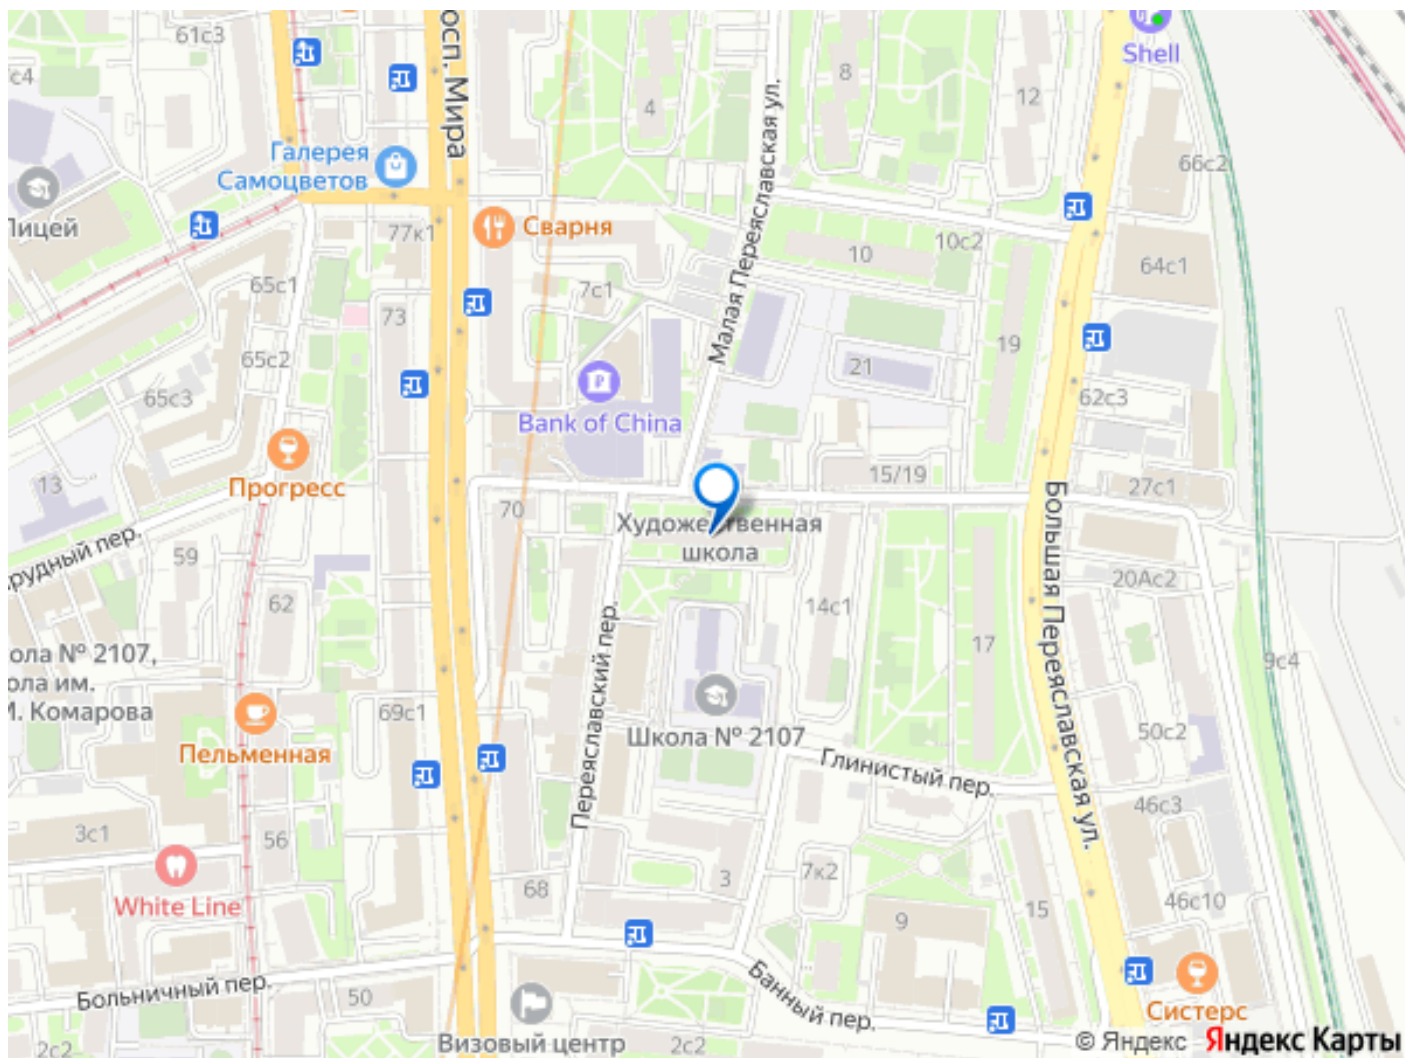 61с3
с4
осп. Мира
Shell
8
4
12
Галерея
Самоцветов
66с2
Лицей
77к1
Сварня
Малая Переяславская ул.
10
10с2
64с1
65с1
7с1
73
19
65с2
21
65с3
62с3
Bank of China
Прогресс
13
15/19
27с1
70
Художественная
школа
рудный пер.
59
Большая Переяславская ул.
20Ас2
62
14с1
Переяславский пер.
17
9с4
ола № 2107,
ола им.
М. Комарова
69с1
50с2
Школа № 2107
Пельменная
Глинистый пер.
46с3
3с1
56
7к2
3
68
White Line
9
15
46с10
Больничный пер.
50
Банный пер.
Систерс
Визовый центр
2с2
2с2
© Яндекс Яндекс Карты